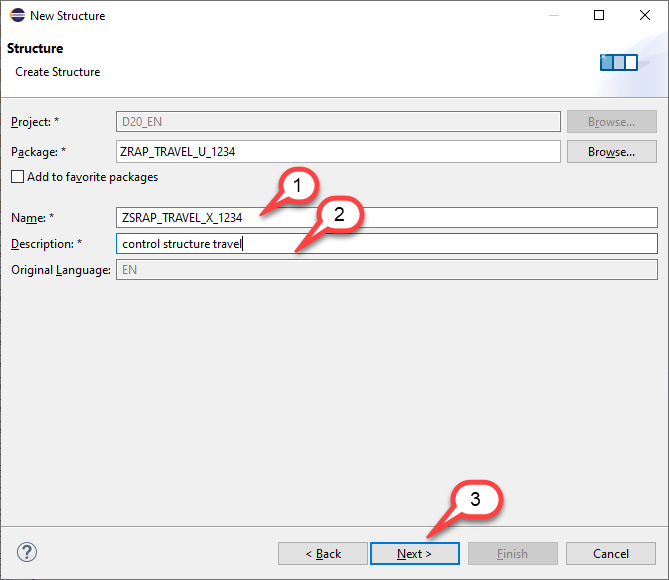 New Structure
Structure
Create Structure
Project: * D20_EN Browse...
Package: * ZRAP_TRAVEL_U_1234 Browse...
Add to favorite packages
1
Name: * ZSRAP_TRAVEL_X_1234
2
Description: * control structure travel
Original Language: EN
3
? < Back Next > Finish Cancel